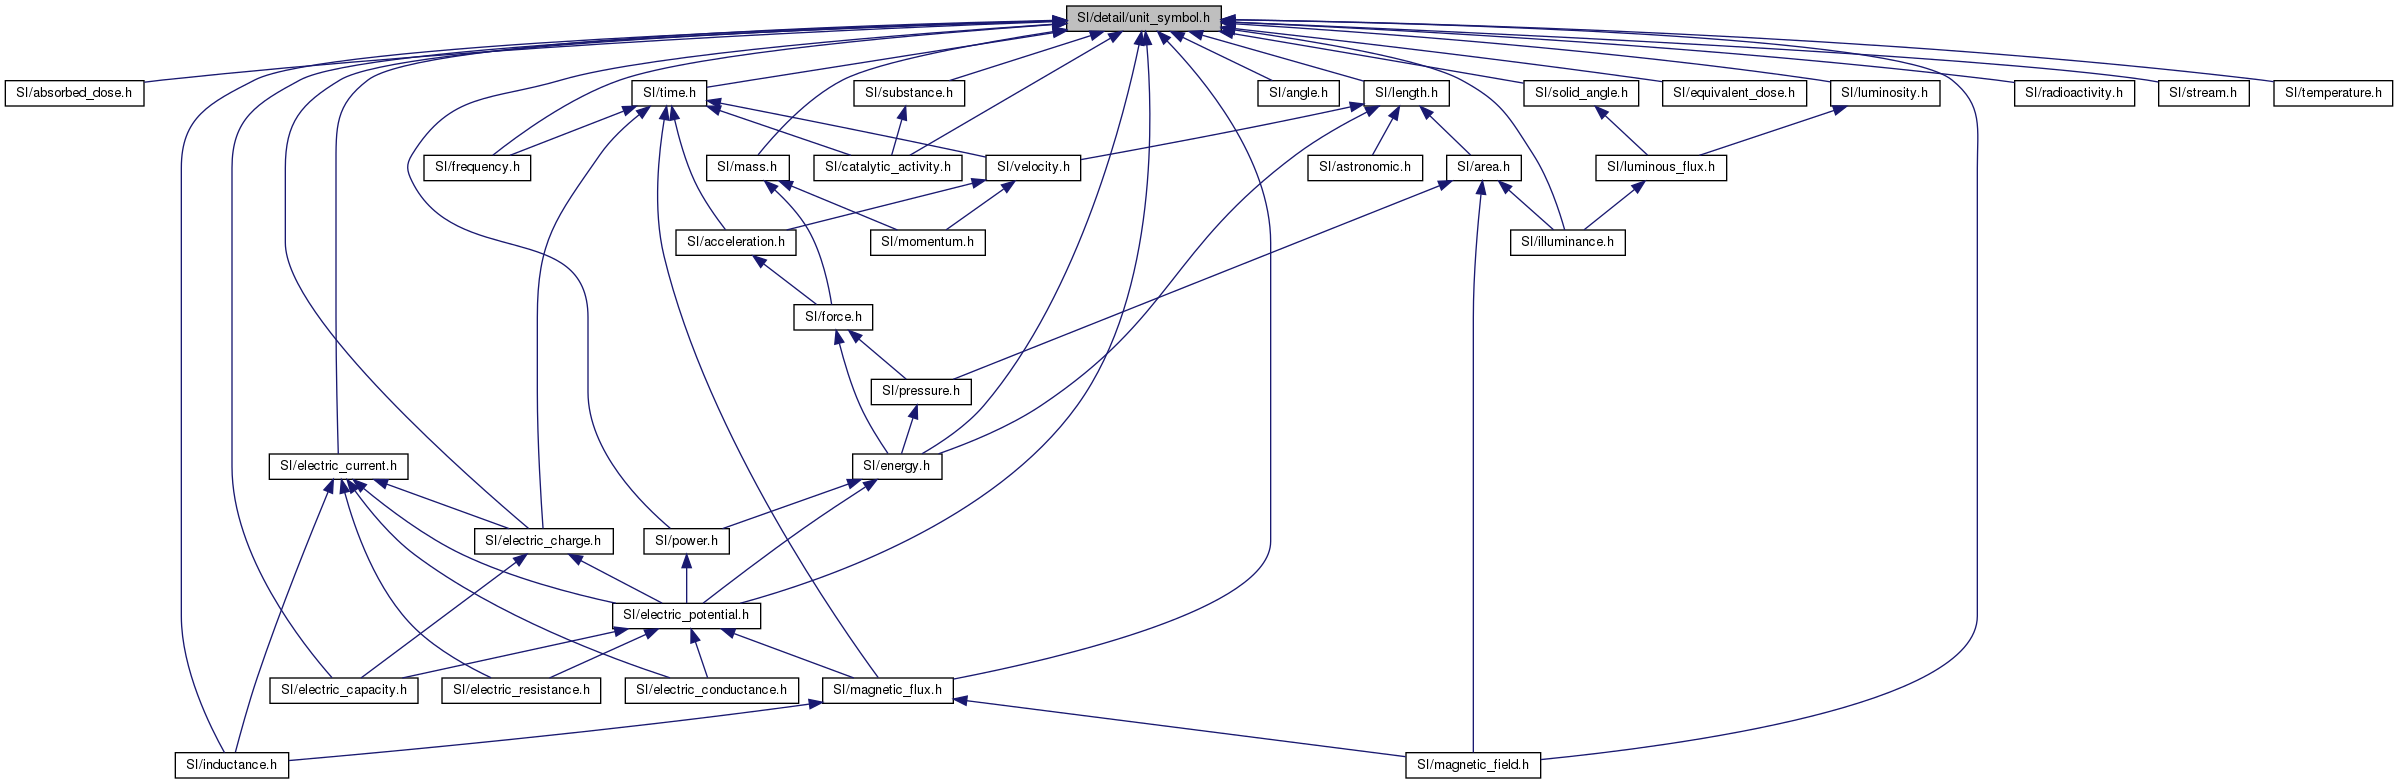 SI/detail/unit_symbol.h
SI/absorbed_dose.h
SI/time.h
SI/substance.h
SI/angle.h
SI/length.h
SI/solid_angle.h
SI/equivalent_dose.h
SI/luminosity.h
SI/radioactivity.h
SI/stream.h
SI/temperature.h
SI/frequency.h
SI/mass.h
SI/catalytic_activity.h
SI/velocity.h
SI/astronomic.h
SI/area.h
SI/luminous_flux.h
SI/acceleration.h
SI/momentum.h
SI/illuminance.h
SI/force.h
SI/pressure.h
SI/electric_current.h
SI/energy.h
SI/electric_charge.h
SI/power.h
SI/electric_potential.h
SI/electric_capacity.h
SI/electric_resistance.h
SI/electric_conductance.h
SI/magnetic_flux.h
SI/inductance.h
SI/magnetic_field.h